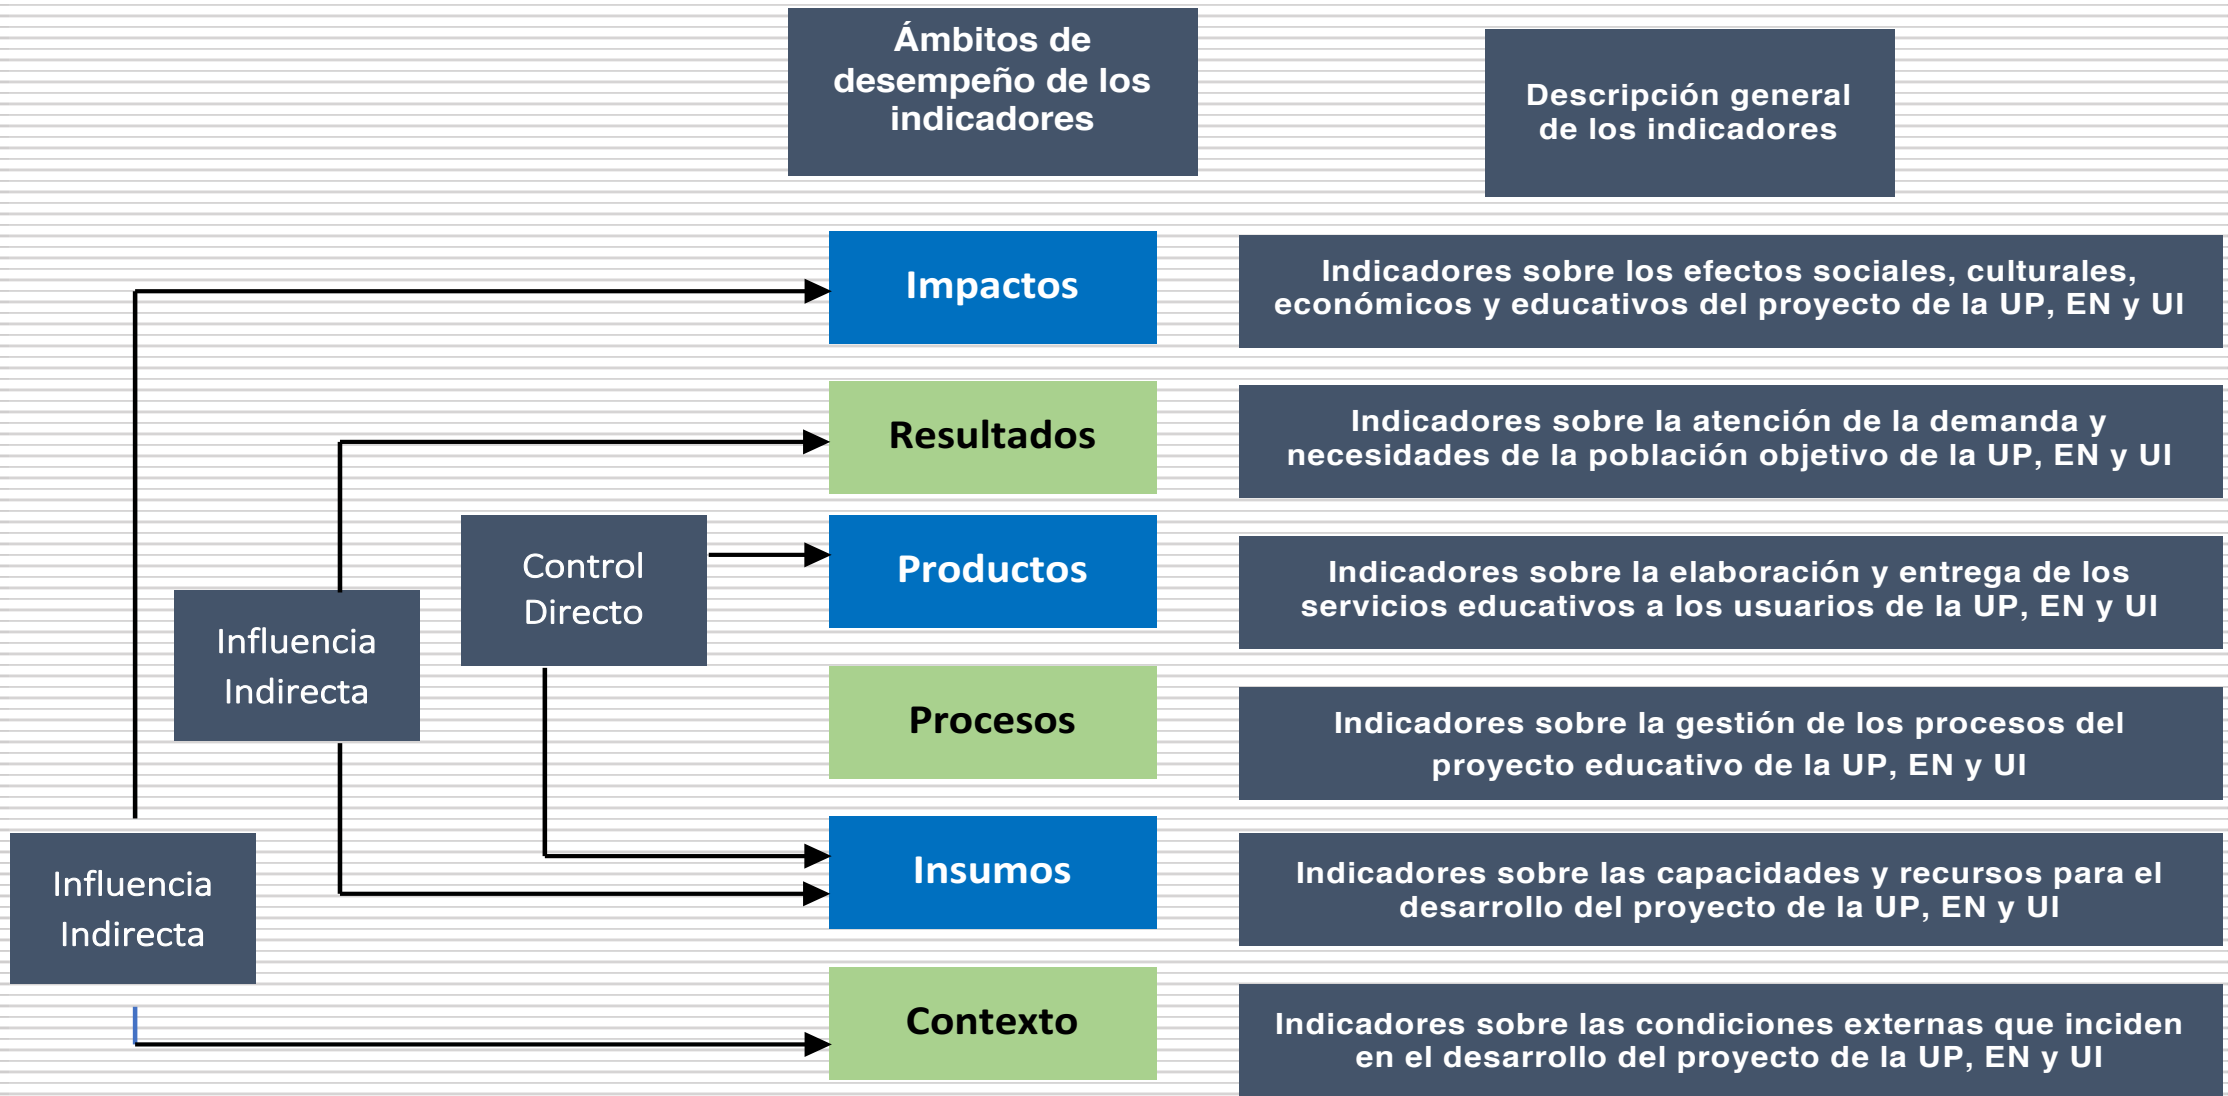 Ámbitos de
desempeño de los
indicadores
Descripción general
de los indicadores
Impactos
Indicadores sobre los efectos sociales, culturales,
económicos y educativos del proyecto de la UP, EN y UI
Resultados
Indicadores sobre la atención de la demanda y
necesidades de la población objetivo de la UP, EN y UI
Control
Directo
Productos
Indicadores sobre la elaboración y entrega de los
servicios educativos a los usuarios de la UP, EN y UI
Influencia
Indirecta
Procesos
Indicadores sobre la gestión de los procesos del
proyecto educativo de la UP, EN y UI
Influencia
Indirecta
Insumos
Indicadores sobre las capacidades y recursos para el
desarrollo del proyecto de la UP, EN y UI
Contexto
Indicadores sobre las condiciones externas que inciden
en el desarrollo del proyecto de la UP, EN y UI